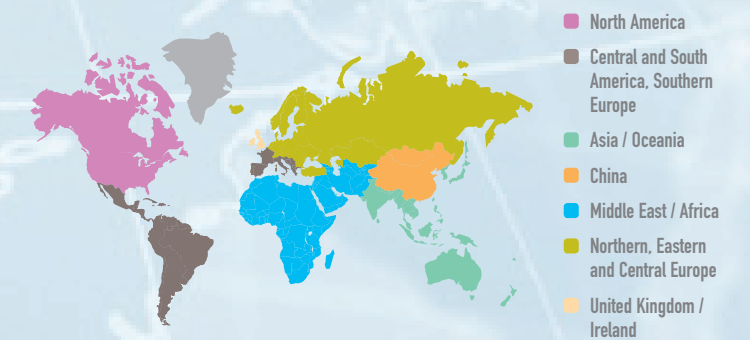 North America
Central and South
America, Southern
Europe
Asia / Oceania
China
Middle East / Africa
Northern, Eastern
and Central Europe
United Kingdom /
Ireland